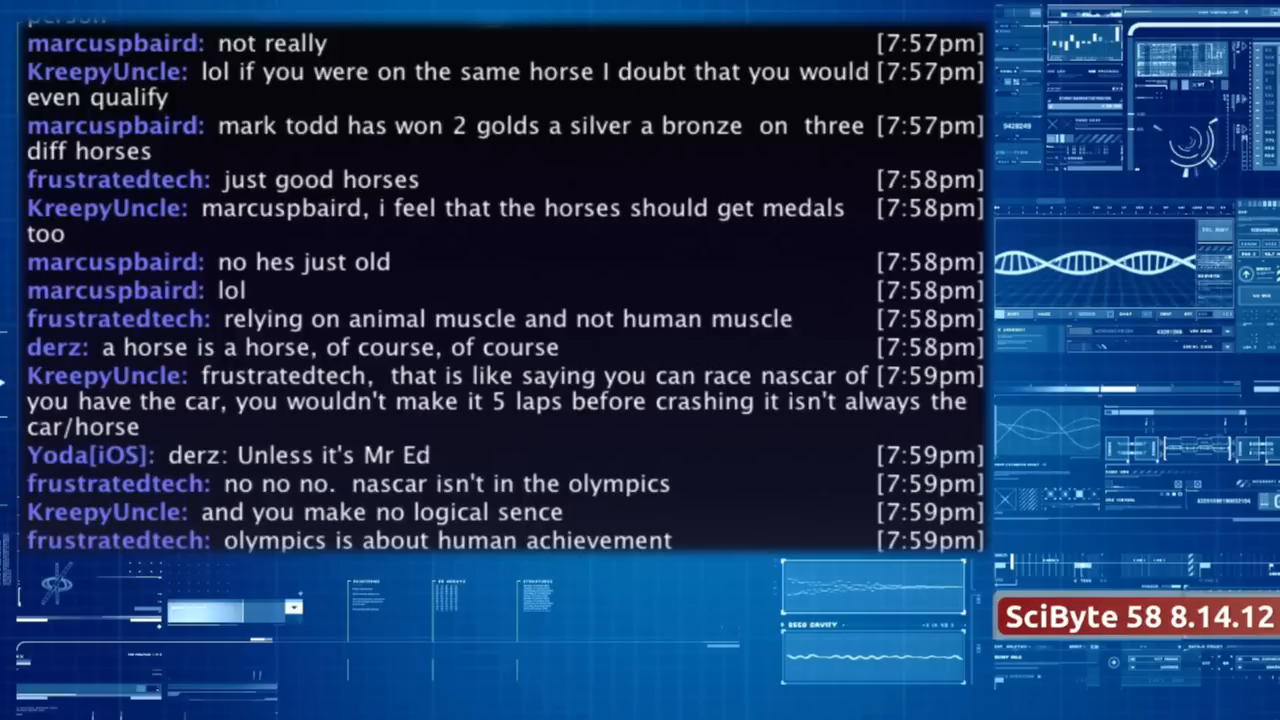 person
marcuspbaird: not really [7:57pm]
KreepyUncle: lol if you were on the same horse I doubt that you would [7:57pm]
even qualify
marcuspbaird: mark todd has won 2 golds a silver a bronze on three [7:57pm]
diff horses
frustratedtech: just good horses [7:58pm]
KreepyUncle: marcuspbaird, i feel that the horses should get medals [7:58pm]
too
marcuspbaird: no hes just old [7:58pm]
marcuspbaird: lol [7:58pm]
frustratedtech: relying on animal muscle and not human muscle [7:58pm]
derz: a horse is a horse, of course, of course [7:58pm]
KreepyUncle: frustratedtech, that is like saying you can race nascar of [7:59pm]
you have the car, you wouldn't make it 5 laps before crashing it isn't always the
car/horse
Yoda[iOS]: derz: Unless it's Mr Ed [7:59pm]
frustratedtech: no no no. nascar isn't in the olympics [7:59pm]
KreepyUncle: and you make no logical sence [7:59pm]
frustratedtech: olympics is about human achievement [7:59pm]
9428249
SciByte 58 8.14.12